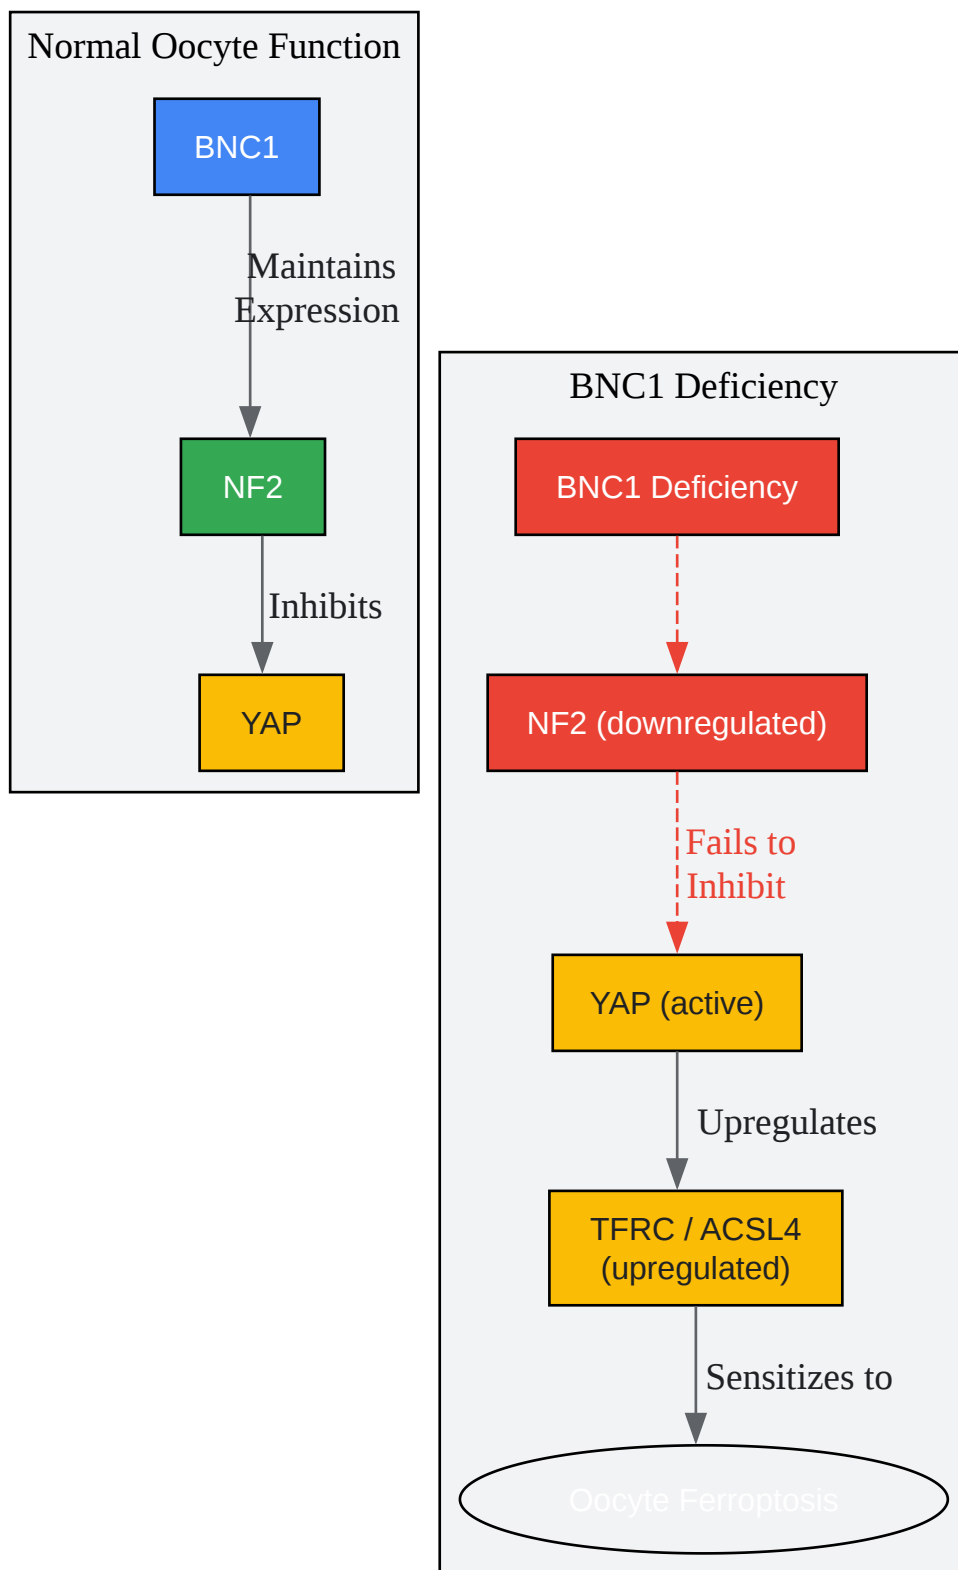 Normal Oocyte Function
BNC1
Maintains
Expression
NF2
Inhibits
YAP
BNC1 Deficiency
BNC1 Deficiency
NF2 (downregulated)
Fails to
Inhibit
YAP (active)
Upregulates
TFRC / ACSL4
(upregulated)
Sensitizes to
Oocyte Ferroptosis